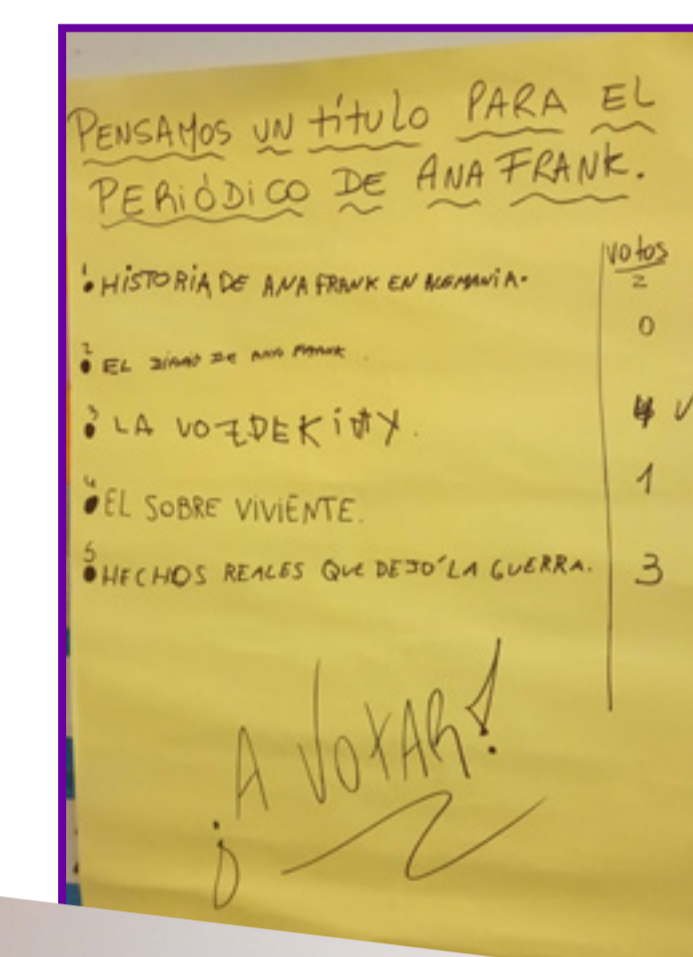 PENSAMOS UN título PARA EL
PERIÓDICO DE ANA FRANK.
votos
1 • HISTORIA DE ANA FRANK EN ALEMANIA. 2
2 • EL DIARIO DE ANA FRANK. 0
3 • LA VOZ DE KITTY. 4 ✓
4 • EL SOBRE VIVIENTE. 1
5 • HECHOS REALES QUE DEJÓ LA GUERRA. 3
¡A VOTAR!